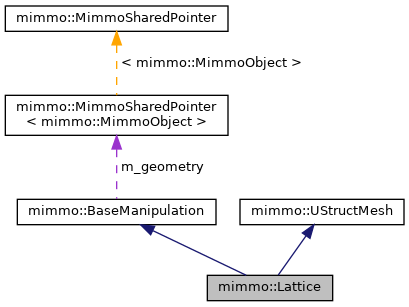 mimmo::MimmoSharedPointer
< mimmo::MimmoObject >
mimmo::MimmoSharedPointer
< mimmo::MimmoObject >
m_geometry
mimmo::BaseManipulation
mimmo::UStructMesh
mimmo::Lattice